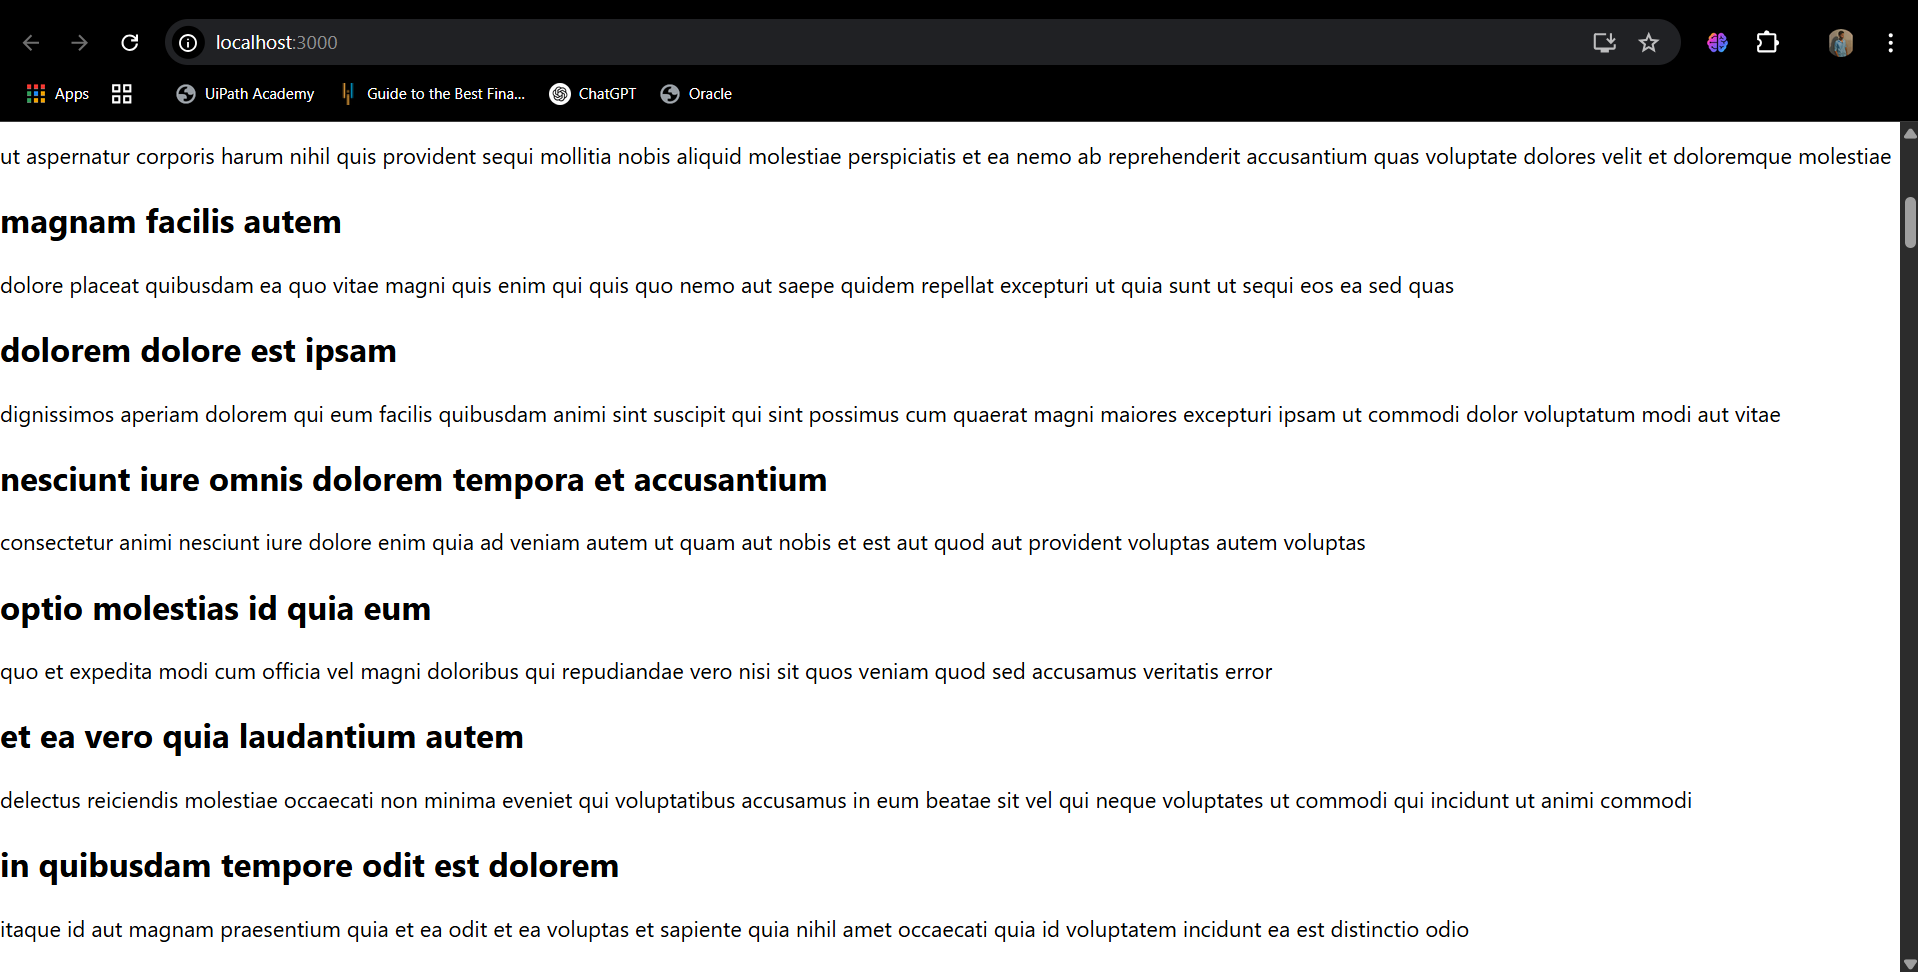 localhost:3000
Apps UiPath Academy Guide to the Best Fina... ChatGPT Oracle
ut aspernatur corporis harum nihil quis provident sequi mollitia nobis aliquid molestiae perspiciatis et ea nemo ab reprehenderit accusantium quas voluptate dolores velit et doloremque molestiae
magnam facilis autem
dolore placeat quibusdam ea quo vitae magni quis enim qui quis quo nemo aut saepe quidem repellat excepturi ut quia sunt ut sequi eos ea sed quas
dolorem dolore est ipsam
dignissimos aperiam dolorem qui eum facilis quibusdam animi sint suscipit qui sint possimus cum quaerat magni maiores excepturi ipsam ut commodi dolor voluptatum modi aut vitae
nesciunt iure omnis dolorem tempora et accusantium
consectetur animi nesciunt iure dolore enim quia ad veniam autem ut quam aut nobis et est aut quod aut provident voluptas autem voluptas
optio molestias id quia eum
quo et expedita modi cum officia vel magni doloribus qui repudiandae vero nisi sit quos veniam quod sed accusamus veritatis error
et ea vero quia laudantium autem
delectus reiciendis molestiae occaecati non minima eveniet qui voluptatibus accusamus in eum beatae sit vel qui neque voluptates ut commodi qui incidunt ut animi commodi
in quibusdam tempore odit est dolorem
itaque id aut magnam praesentium quia et ea odit et ea voluptas et sapiente quia nihil amet occaecati quia id voluptatem incidunt ea est distinctio odio